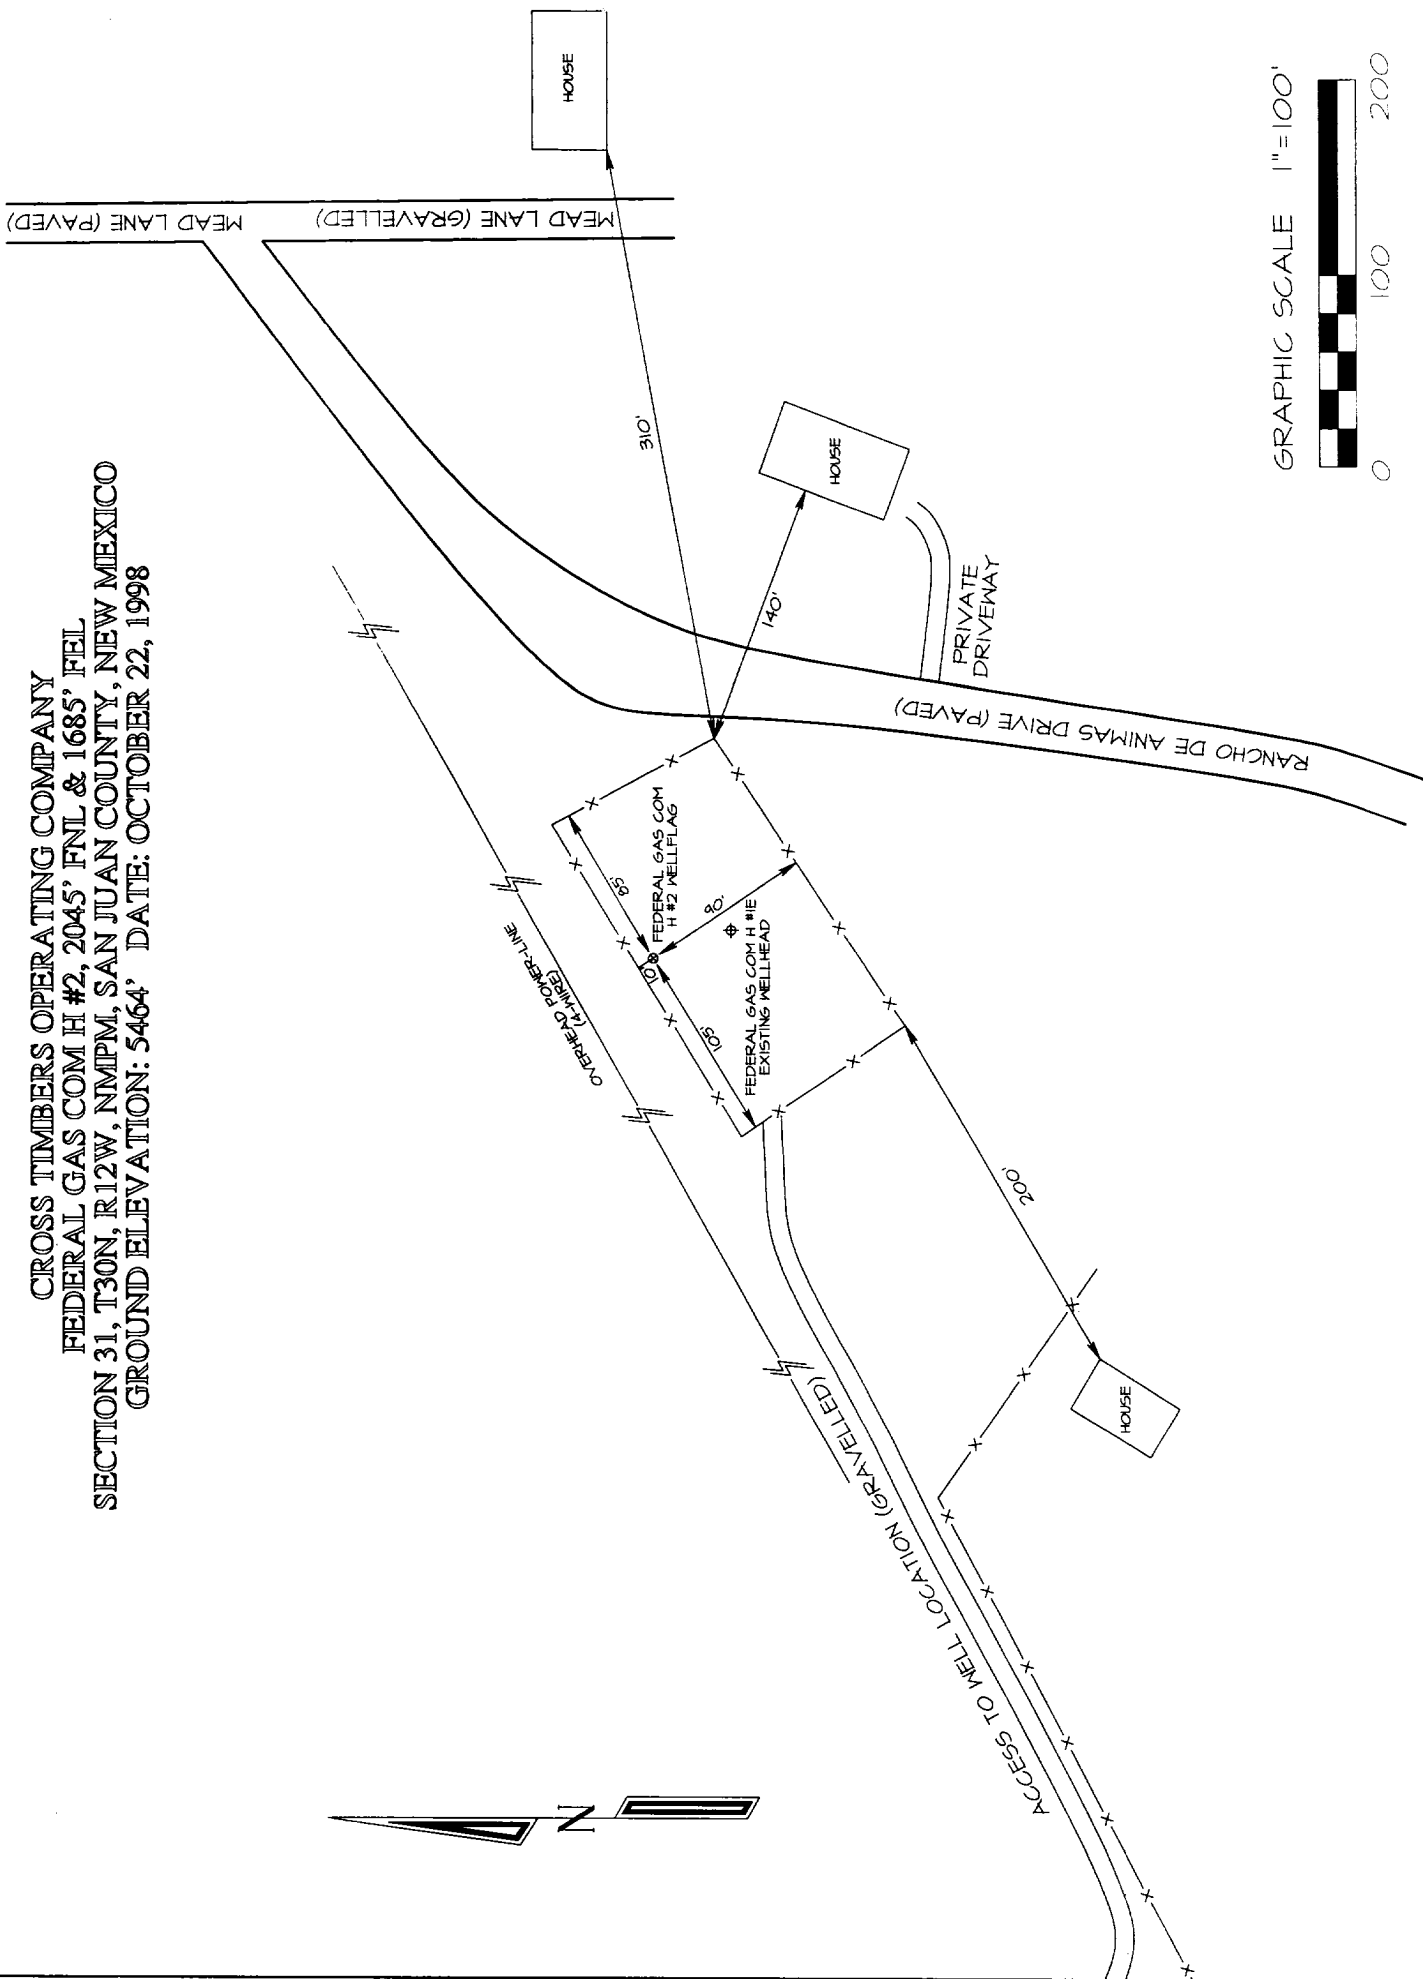 CROSS TIMBERS OPERATING COMPANY
FEDERAL GAS COM H #2, 2045' FNL & 1685' FEL
SECTION 31, T30N, R12W, NMPM, SAN JUAN COUNTY, NEW MEXICO
GROUND ELEVATION: 5464' DATE: OCTOBER 22, 1998
MEAD LANE (PAVED)
MEAD LANE (GRAVELLED)
HOUSE
310'
HOUSE
140'
PRIVATE
DRIVEWAY
RANCHO DE ANIMAS DRIVE (PAVED)
OVERHEAD POWER-LINE
(4-WIRE)
85'
FEDERAL GAS COM
H #2 WELLFLAG
10'
90'
105'
FEDERAL GAS COM H #1E
EXISTING WELLHEAD
200'
HOUSE
ACCESS TO WELL LOCATION (GRAVELLED)
N
GRAPHIC SCALE 1"=100'
0 100 200